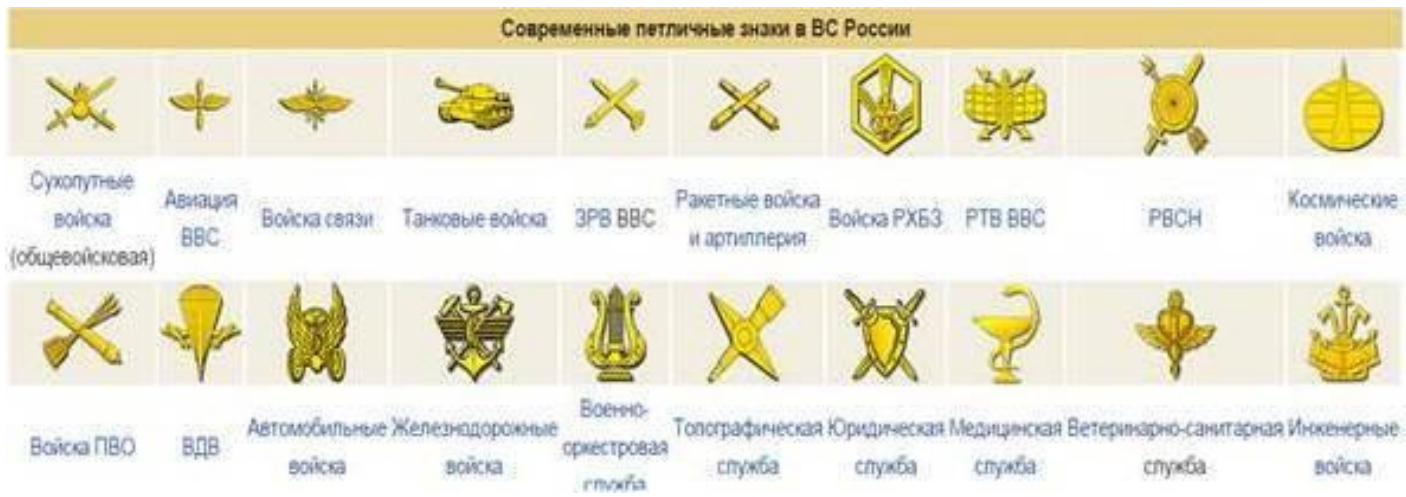 Современные петличные знаки в ВС России
Сухопутные
войска
(общевойсковая)
Авиация
ВВС
Войска связи
Танковые войска
ЗРВ ВВС
Ракетные войска
и артиллерия
Войска РХБЗ
РТВ ВВС
РВСН
Космические
войска
Войска ПВО
ВДВ
Автомобильные
войска
Железнодорожные
войска
Военно-
оркестровая
служба
Топографическая
служба
Юридическая
служба
Медицинская
служба
Ветеринарно-санитарная
служба
Инженерные
войска